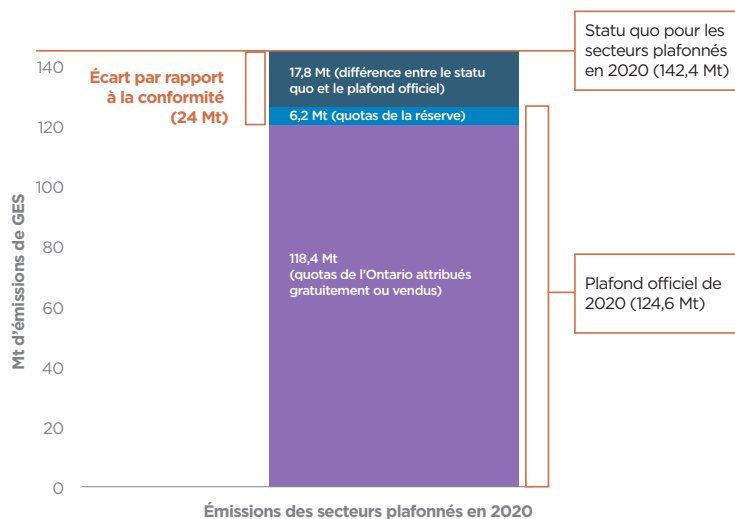 Statu quo pour les
secteurs plafonnés
en 2020 (142,4 Mt)
Écart par rapport
à la conformité
(24 Mt)
17,8 Mt (différence entre le statu
quo et le plafond officiel)
6,2 Mt (quotas de la réserve)
118,4 Mt
(quotas de l'Ontario attribués
gratuitement ou vendus)
Plafond officiel de
2020 (124,6 Mt)
Mt d'émissions de GES
140
120
100
80
60
40
20
0
Émissions des secteurs plafonnés en 2020